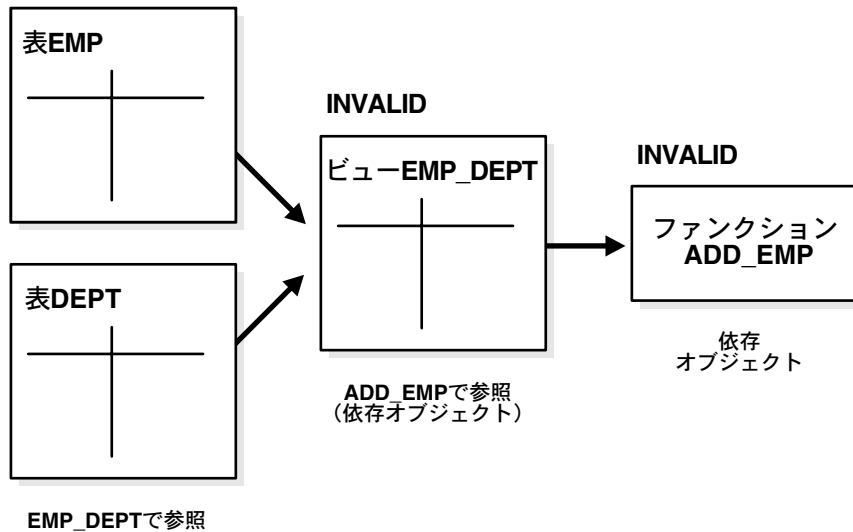 表EMP
INVALID
ビューEMP_DEPT
INVALID
ファンクション
ADD_EMP
表DEPT
依存
オブジェクト
ADD_EMPで参照
（依存オブジェクト）
EMP_DEPTで参照